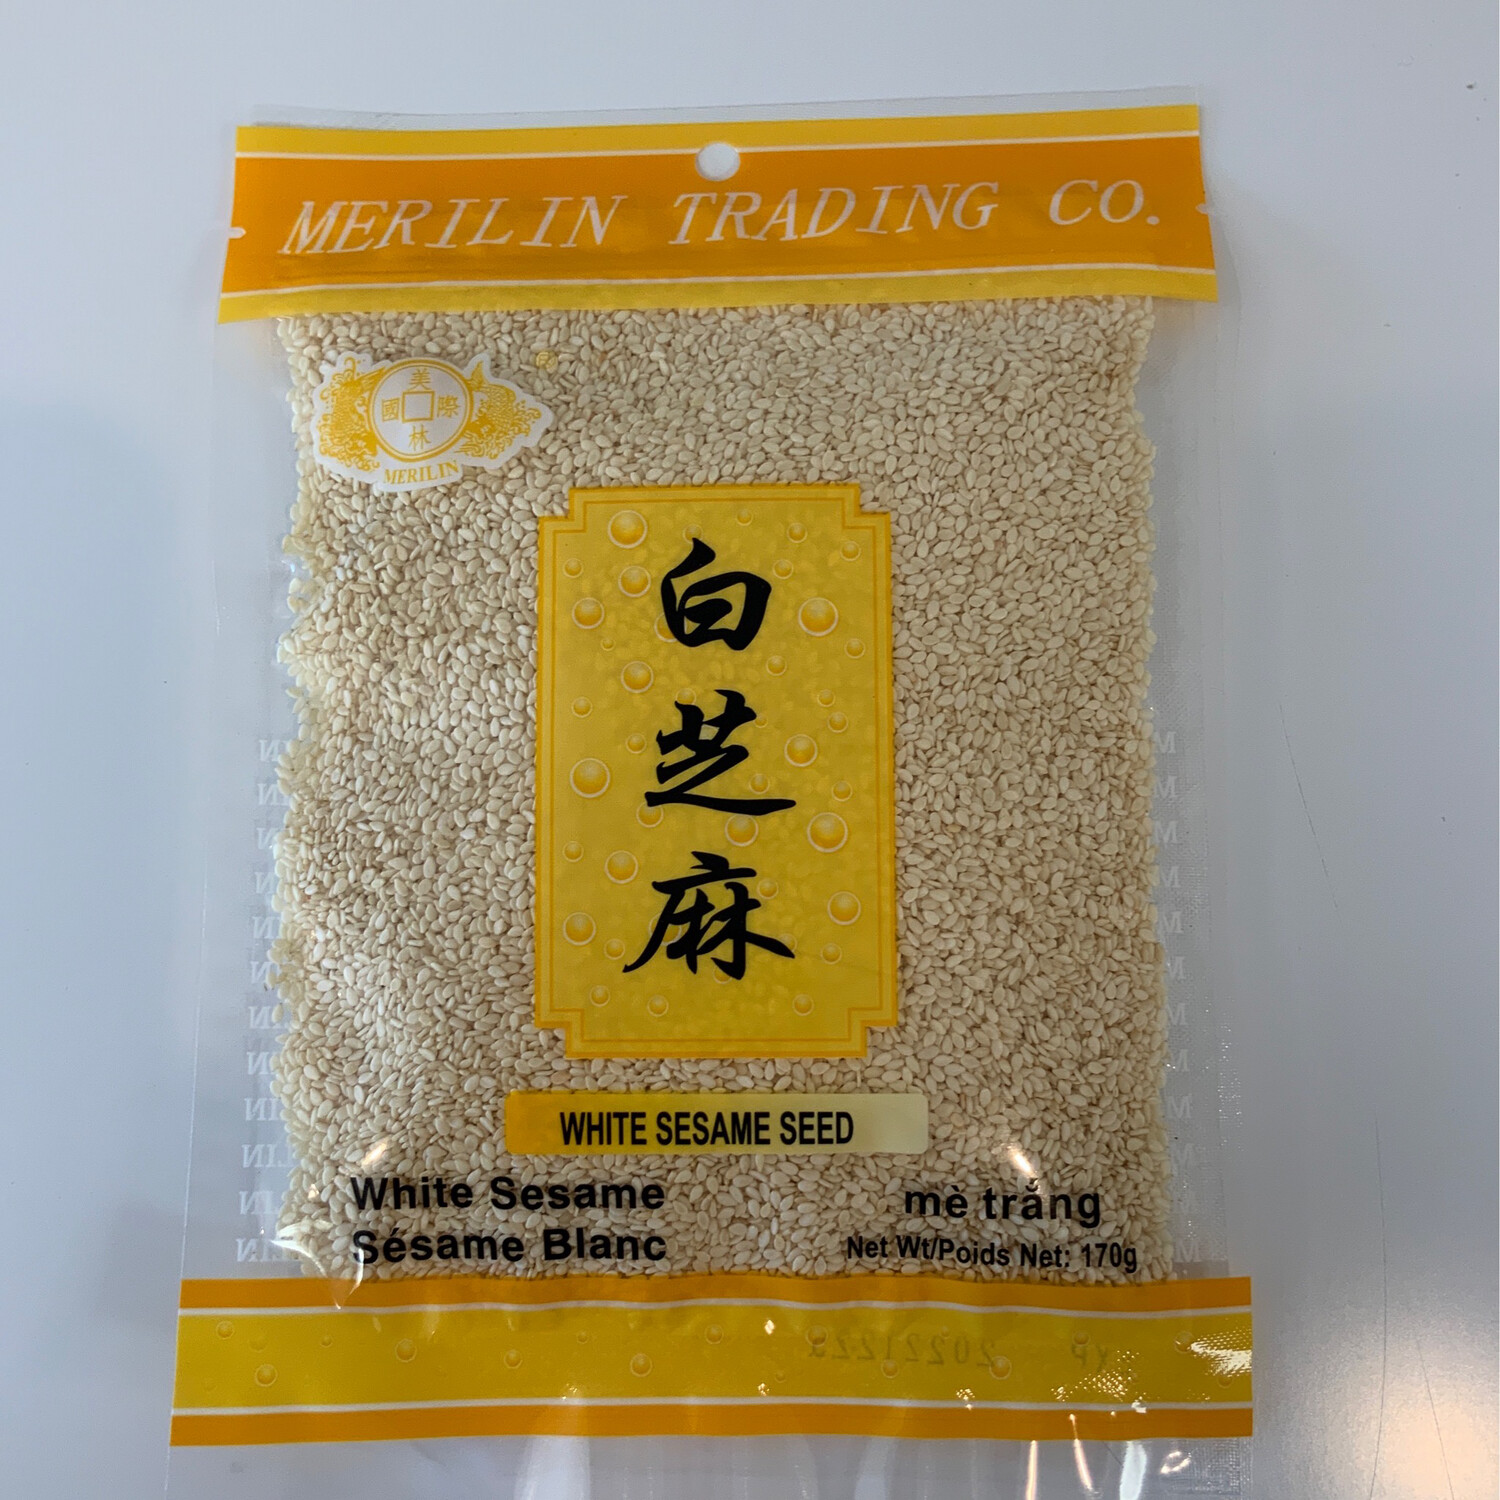 MERILIN TRADING CO.
美
國際
林
MERILIN
白芝麻
WHITE SESAME SEED
White Sesame
Sésame Blanc
mè trắng
Net Wt/Poids Net: 170g